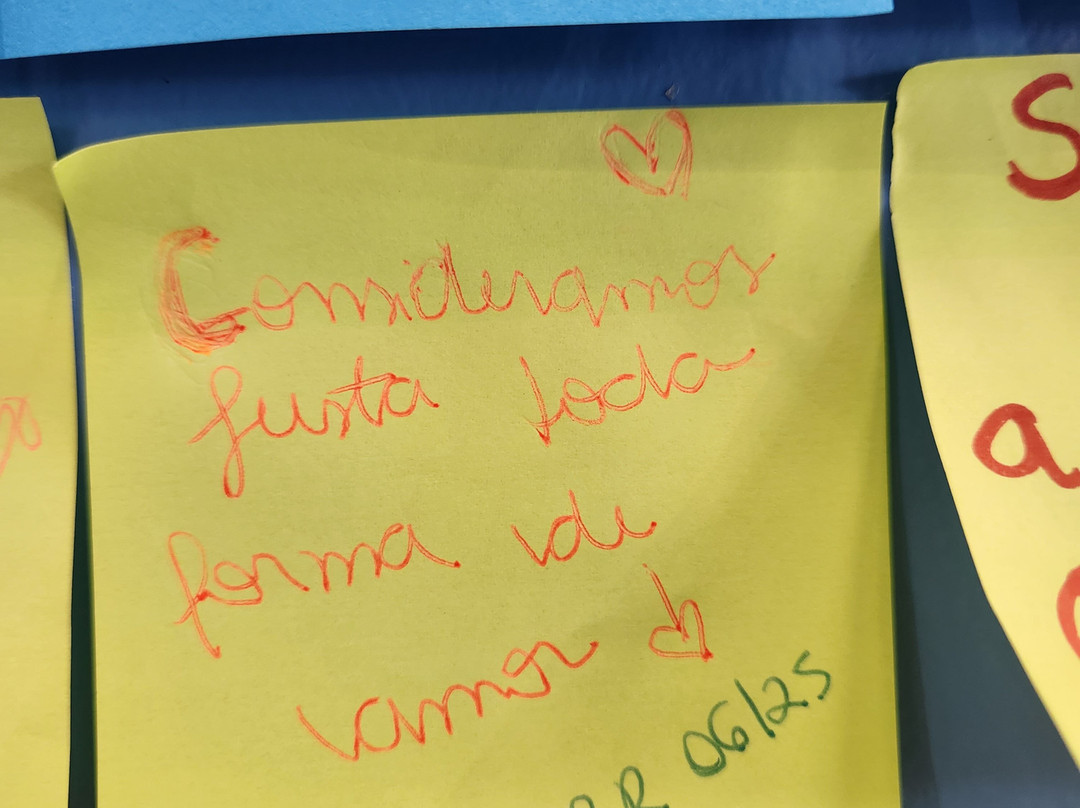 Consideramos
justa toda
forma de
amor
R 06/25
S
a